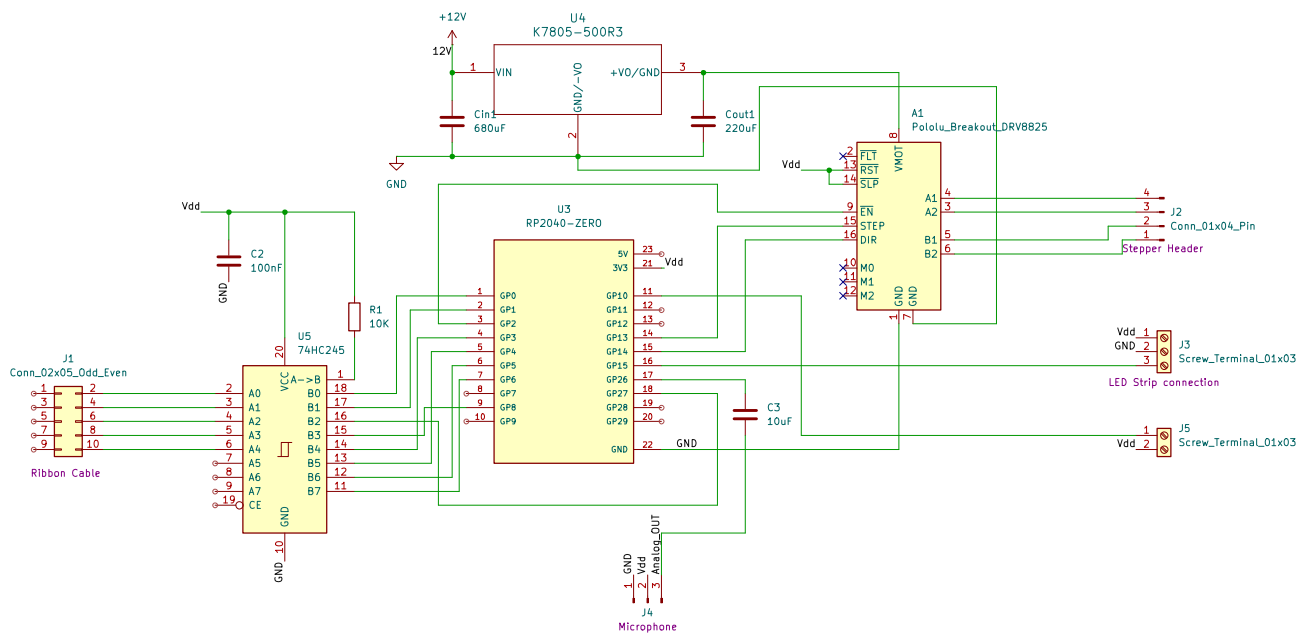 +12V
12V
U4
K7805-500R3
1
VIN
GND/-VO
+VO/GND
3
2
Cin1
680uF
Cout1
220uF
GND
A1
Pololu_Breakout_DRV8825
8
VMOT
2
FLT
Vdd
13
RST
14
SLP
9
EN
15
STEP
16
DIR
10
M0
11
M1
12
M2
A1
4
A2
3
B1
5
B2
6
GND
GND
1
7
4
3
2
1
J2
Conn_01x04_Pin
Stepper Header
Vdd
C2
100nF
GND
R1
10K
U3
RP2040-ZERO
1
GP0
2
GP1
3
GP2
4
GP3
5
GP4
6
GP5
7
GP6
8
GP7
9
GP8
10
GP9
5V
23
3V3
21
Vdd
GP10
11
GP11
12
GP12
13
GP13
14
GP14
15
GP15
16
GP26
17
GP27
18
GP28
19
GP29
20
GND
22
GND
C3
10uF
U5
74HC245
20
VCC
A->B
1
2
A0
B0
18
3
A1
B1
17
4
A2
B2
16
5
A3
B3
15
6
A4
B4
14
7
A5
B5
13
8
A6
B6
12
9
A7
B7
11
19
CE
GND
10
GND
J1
Conn_02x05_Odd_Even
1
2
3
4
5
6
7
8
9
10
Ribbon Cable
Vdd
1
GND
2
3
J3
Screw_Terminal_01x03
LED Strip connection
1
Vdd
2
J5
Screw_Terminal_01x03
GND
Vdd
Analog_OUT
1
2
3
J4
Microphone